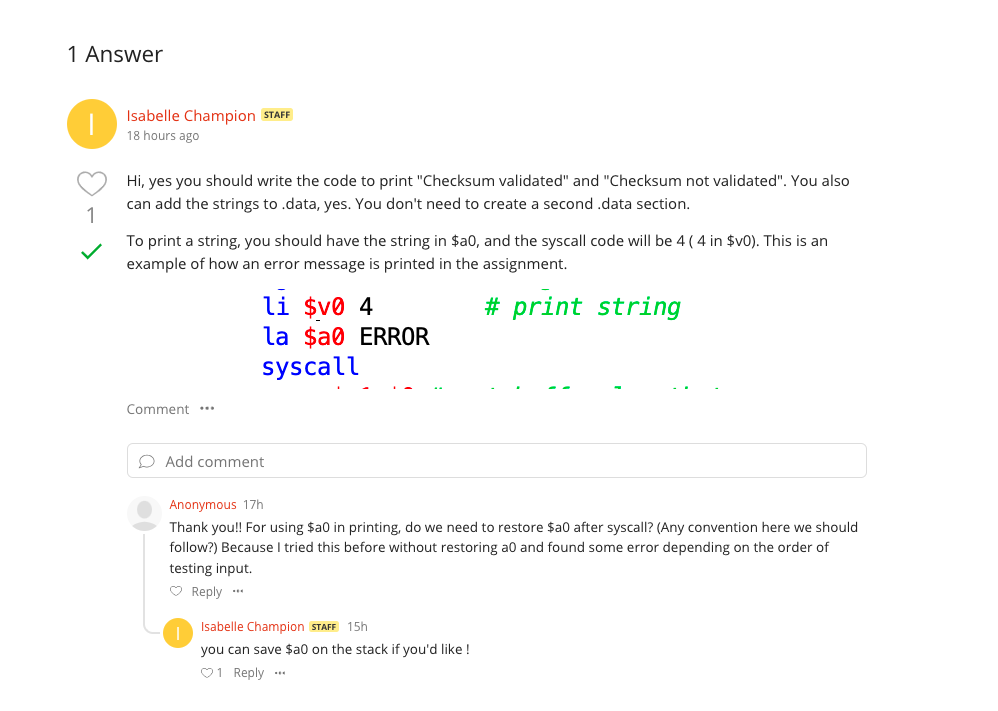 1 Answer
I
Isabelle Champion STAFF
18 hours ago
Hi, yes you should write the code to print "Checksum validated" and "Checksum not validated". You also
can add the strings to .data, yes. You don't need to create a second .data section.
1
To print a string, you should have the string in $a0, and the syscall code will be 4 ( 4 in $v0). This is an
example of how an error message is printed in the assignment.
li $v0 4 # print string
la $a0 ERROR
syscall
Comment ···
Add comment
Anonymous 17h
Thank you!! For using $a0 in printing, do we need to restore $a0 after syscall? (Any convention here we should
follow?) Because I tried this before without restoring a0 and found some error depending on the order of
testing input.
Reply ···
I
Isabelle Champion STAFF 15h
you can save $a0 on the stack if you'd like !
1 Reply ···